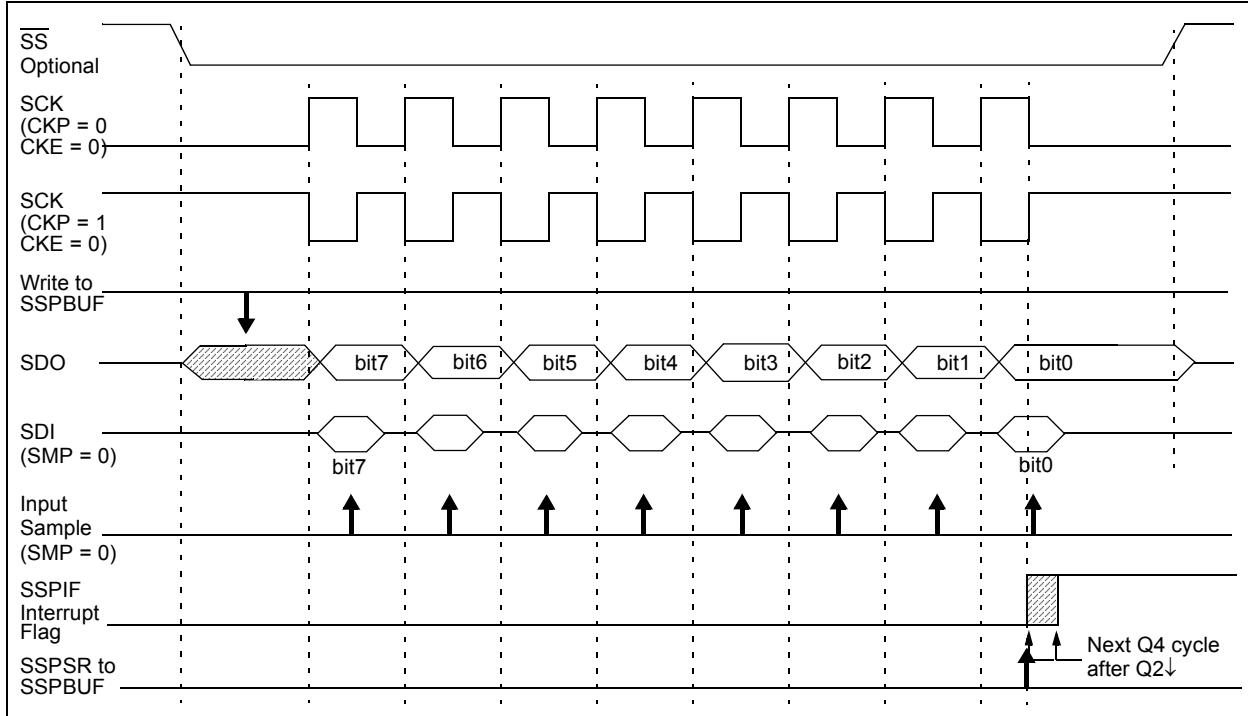 SS
Optional
SCK
(CKP = 0
CKE = 0)
SCK
(CKP = 1
CKE = 0)
Write to
SSPBUF
SDO
bit7
bit6
bit5
bit4
bit3
bit2
bit1
bit0
SDI
(SMP = 0)
bit7
bit0
Input
Sample
(SMP = 0)
SSPIF
Interrupt
Flag
Next Q4 cycle
after Q2↓
SSPSR to
SSPBUF